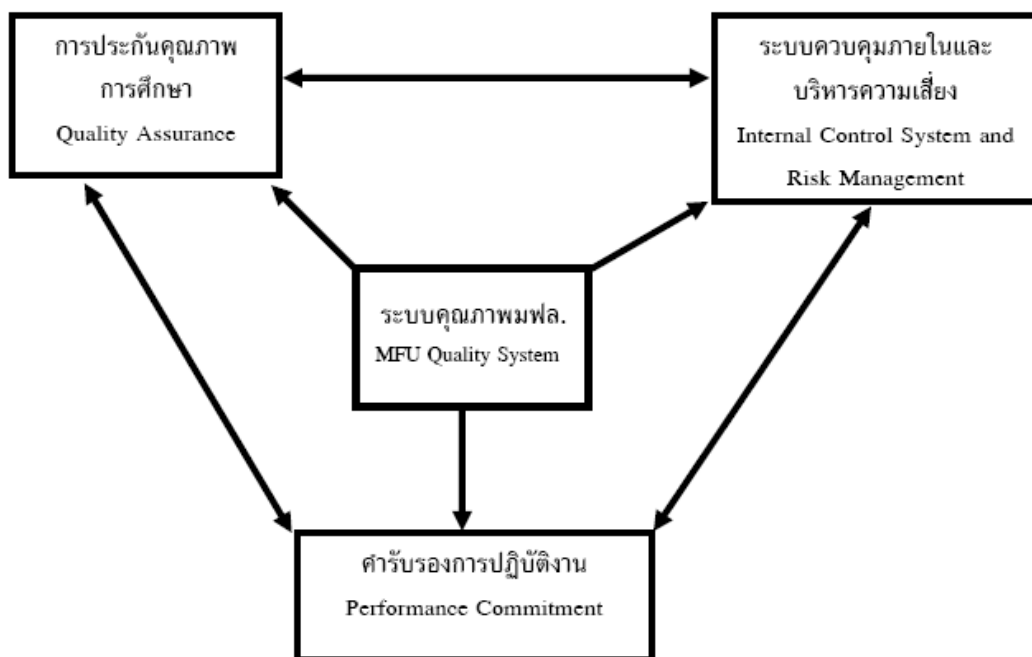 การประกันคุณภาพ
การศึกษา
Quality Assurance
ระบบควบคุมภายในและ
บริหารความเสี่ยง
Internal Control System and
Risk Management
ระบบคุณภาพมฟล.
MFU Quality System
คำรับรองการปฏิบัติงาน
Performance Commitment